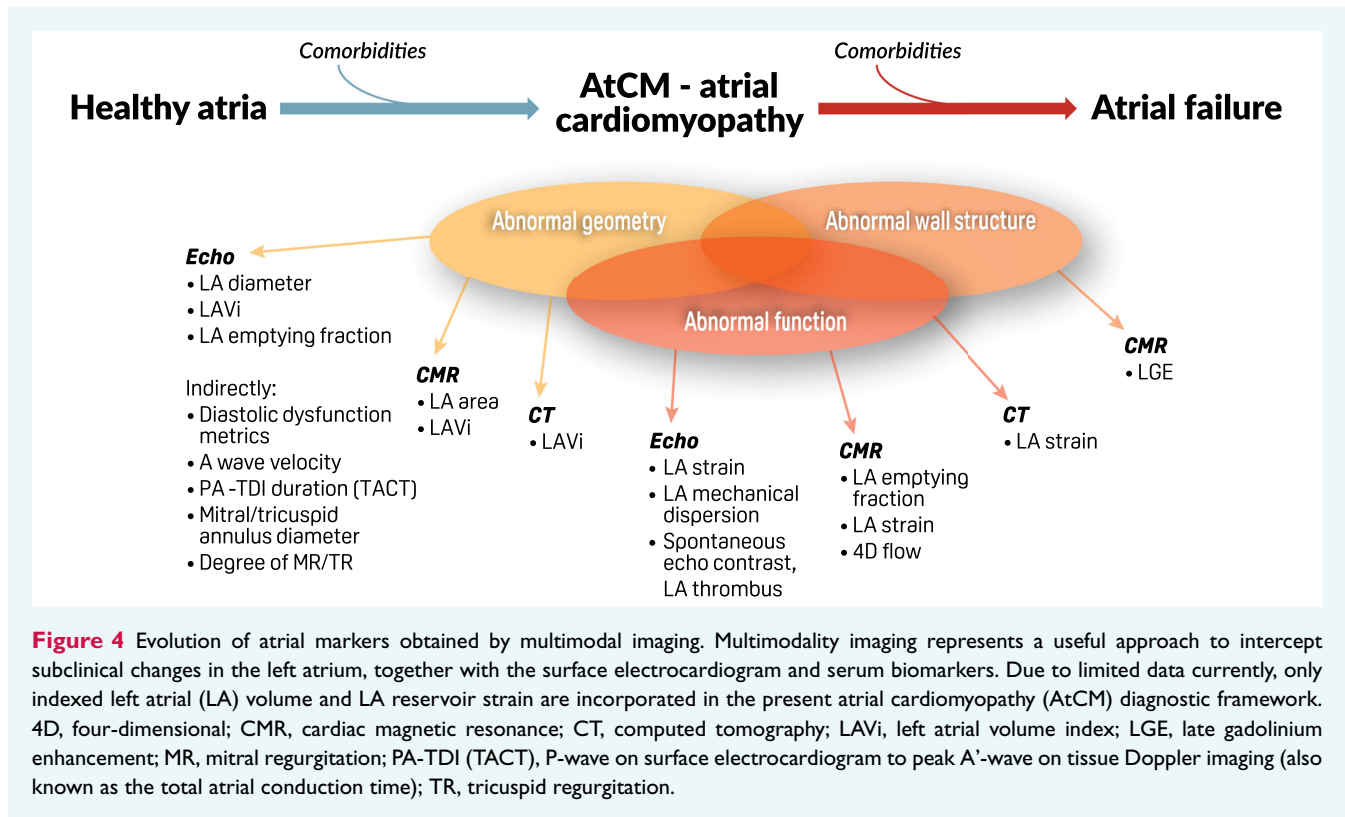 Comorbidities
Comorbidities
Healthy atria
AtCM - atrial
cardiomyopathy
Atrial failure
Abnormal geometry
Abnormal wall structure
Abnormal function
Echo
• LA diameter
• LAVi
• LA emptying fraction
Indirectly:
• Diastolic dysfunction
metrics
• A wave velocity
• PA -TDI duration (TACT)
• Mitral/tricuspid
annulus diameter
• Degree of MR/TR
CMR
• LA area
• LAVi
CT
• LAVi
Echo
• LA strain
• LA mechanical
dispersion
• Spontaneous
echo contrast,
LA thrombus
CMR
• LA emptying
fraction
• LA strain
• 4D flow
CT
• LA strain
CMR
• LGE
Figure 4 Evolution of atrial markers obtained by multimodal imaging. Multimodality imaging represents a useful approach to intercept
subclinical changes in the left atrium, together with the surface electrocardiogram and serum biomarkers. Due to limited data currently, only
indexed left atrial (LA) volume and LA reservoir strain are incorporated in the present atrial cardiomyopathy (AtCM) diagnostic framework.
4D, four-dimensional; CMR, cardiac magnetic resonance; CT, computed tomography; LAVi, left atrial volume index; LGE, late gadolinium
enhancement; MR, mitral regurgitation; PA-TDI (TACT), P-wave on surface electrocardiogram to peak A’-wave on tissue Doppler imaging (also
known as the total atrial conduction time); TR, tricuspid regurgitation.